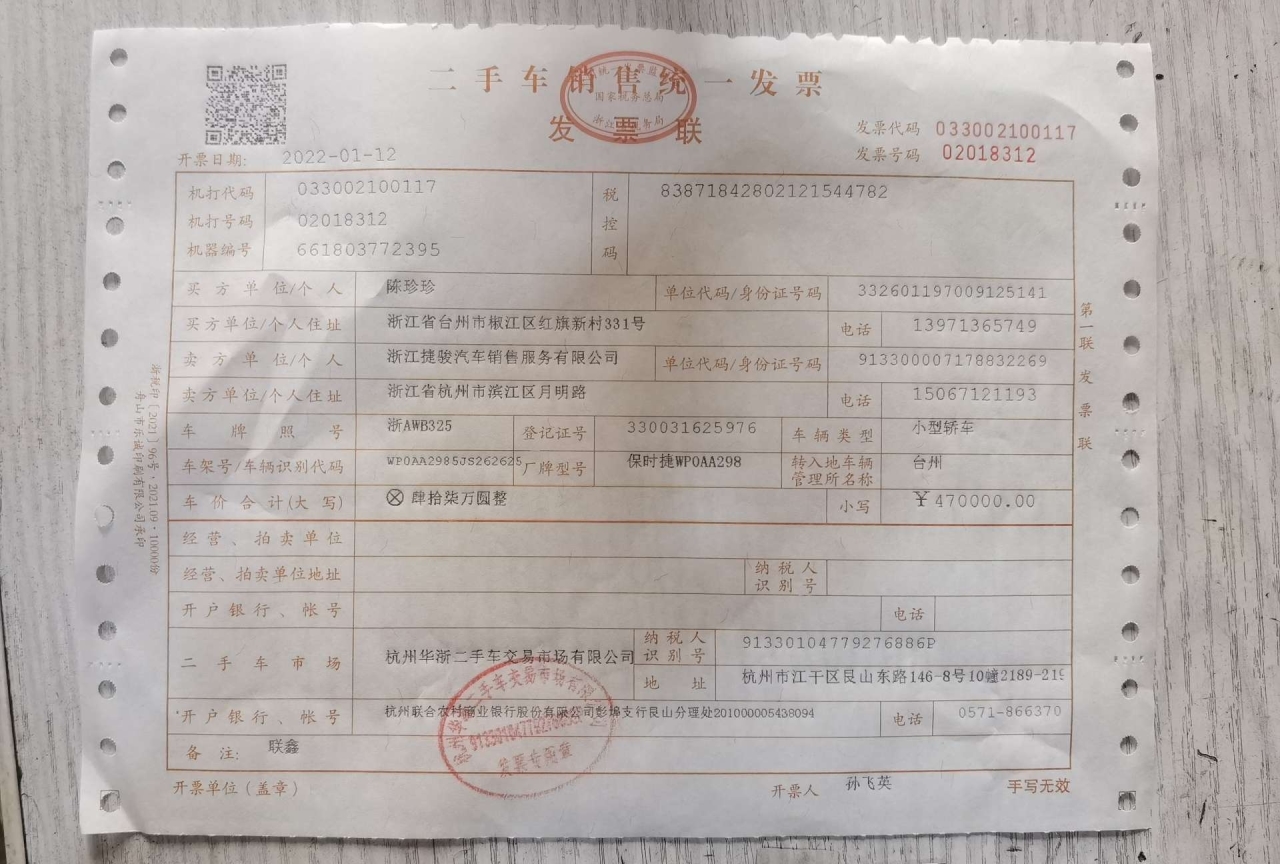 二手车销售统一发票
发票联
国家税务总局
发票代码 033002100117
发票号码 02018312
开票日期: 2022-01-12
机打代码 033002100117
机打号码 02018312
机器编号 661803772395
税控码 83871842802121544782
买方单位/个人 陈珍珍 单位代码/身份证号码 332601197009125141
买方单位/个人住址 浙江省台州市椒江区红旗新村331号 电话 13971365749
卖方单位/个人 浙江捷骏汽车销售服务有限公司 单位代码/身份证号码 913300007178832269
卖方单位/个人住址 浙江省杭州市滨江区月明路 电话 15067121193
车牌照号 浙AWB325 登记证号 330031625976 车辆类型 小型轿车
车架号/车辆识别代码 WP0AA2985JS262625 厂牌型号 保时捷WP0AA298 转入地车辆管理所名称 台州
车价合计(大写) ⊗ 肆拾柒万圆整 小写 ￥470000.00
经营、拍卖单位
经营、拍卖单位地址 纳税人识别号
开户银行、帐号 电话
二手车市场 杭州华浙二手车交易市场有限公司 纳税人识别号 91330104779276886P
地址 杭州市江干区艮山东路146-8号10幢2189-219
开户银行、帐号 杭州联合农村商业银行股份有限公司彭埠支行艮山分理处201000005438094 电话 0571-866370
备注: 联鑫
发票专用章
开票单位(盖章) 开票人 孙飞英 手写无效
第一联 发票联